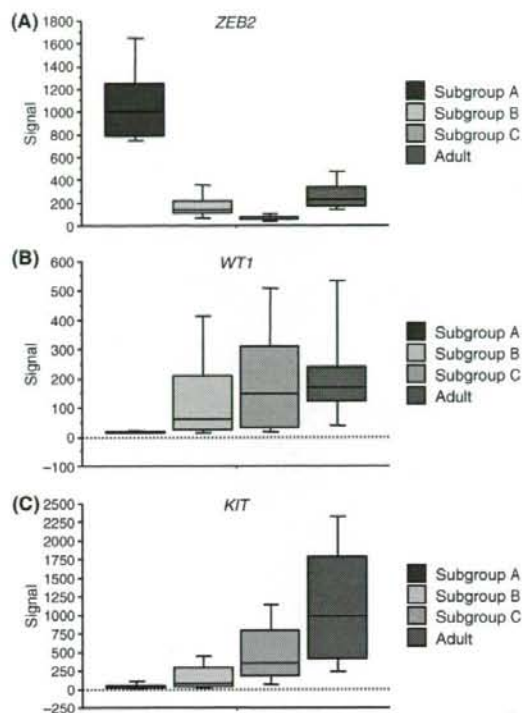 (A)
ZEB2
Signal
1800
1600
1400
1200
1000
800
600
400
200
0
Subgroup A
Subgroup B
Subgroup C
Adult
(B)
WT1
Signal
600
500
400
300
200
100
0
−100
Subgroup A
Subgroup B
Subgroup C
Adult
(C)
KIT
Signal
2500
2250
2000
1750
1500
1250
1000
750
500
250
0
−250
Subgroup A
Subgroup B
Subgroup C
Adult